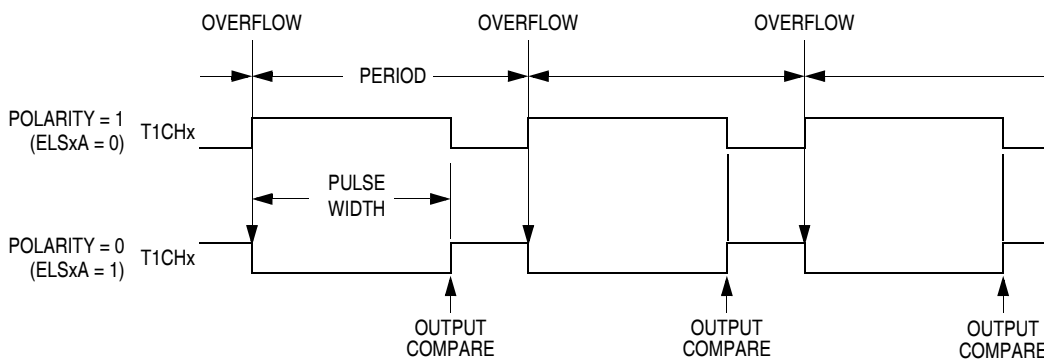 OVERFLOW OVERFLOW OVERFLOW
PERIOD
POLARITY = 1
(ELSxA = 0)
T1CHx
PULSE
WIDTH
POLARITY = 0
(ELSxA = 1)
T1CHx
OUTPUT
COMPARE
OUTPUT
COMPARE
OUTPUT
COMPARE